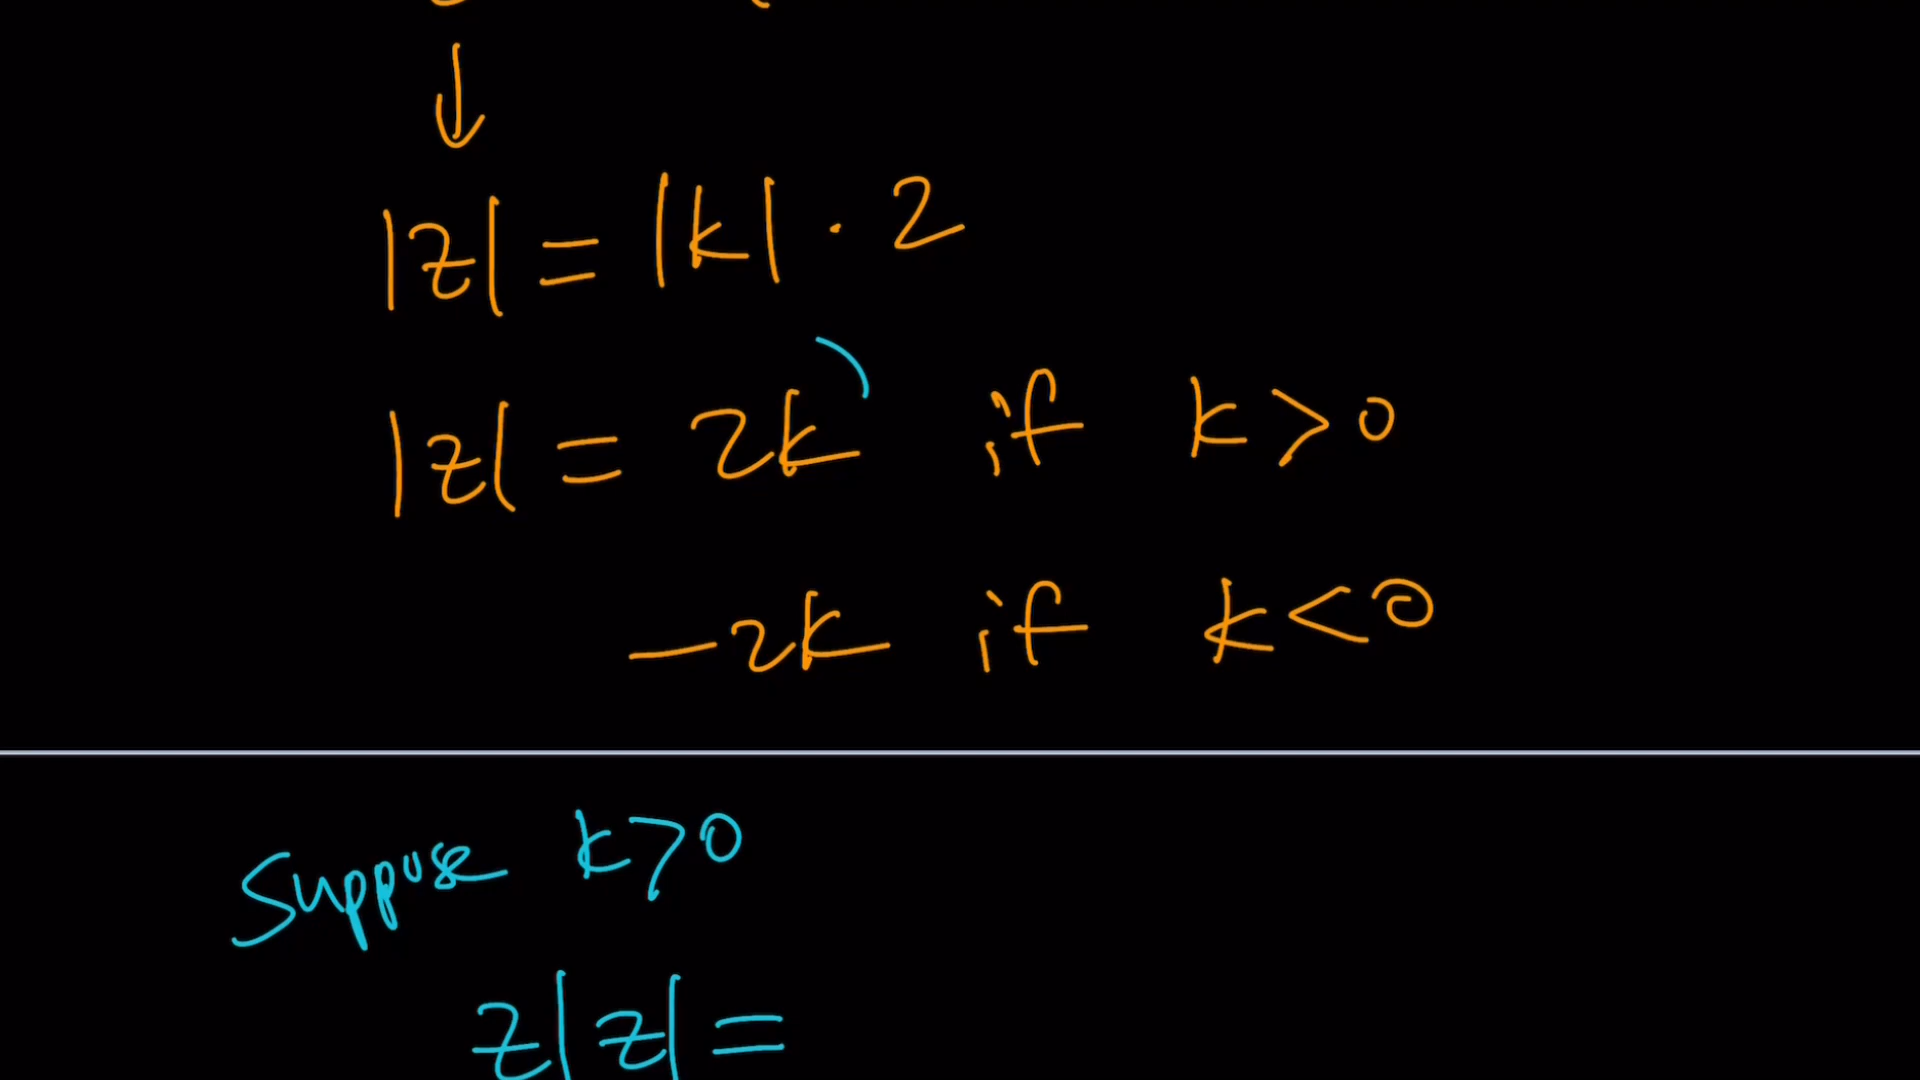 |z| = |k| · 2
|z| = 2k if k > 0
-2k if k < 0
Suppose k > 0
z|z| =